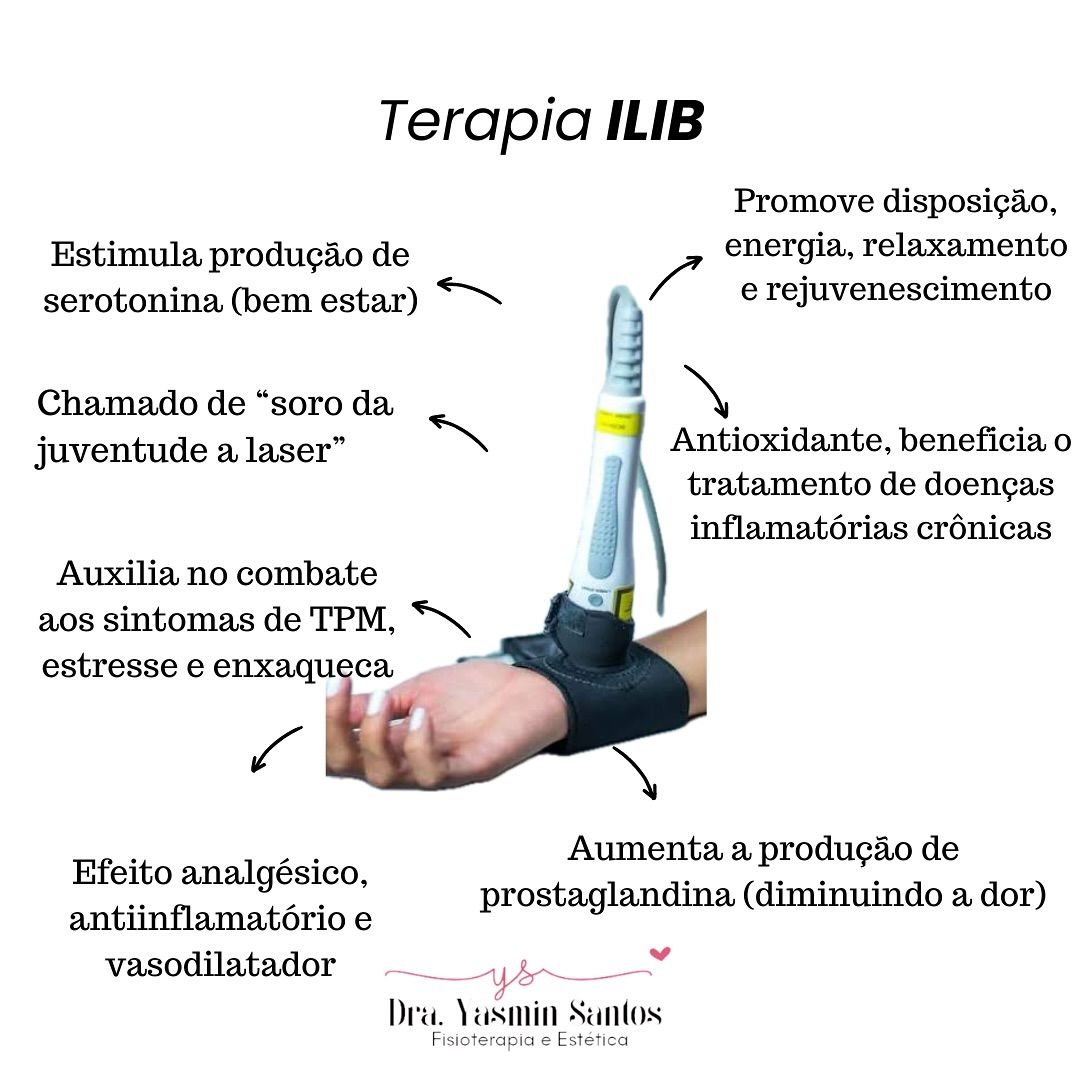 Terapia ILIB
Estimula produção de
serotonina (bem estar)
Promove disposição,
energia, relaxamento
e rejuvenescimento
Chamado de “soro da
juventude a laser”
Antioxidante, beneficia o
tratamento de doenças
inflamatórias crônicas
Auxilia no combate
aos sintomas de TPM,
estresse e enxaqueca
Efeito analgésico,
antiinflamatório e
vasodilatador
Aumenta a produção de
prostaglandina (diminuindo a dor)
ys
Dra. Yasmin Santos
Fisioterapia e Estética